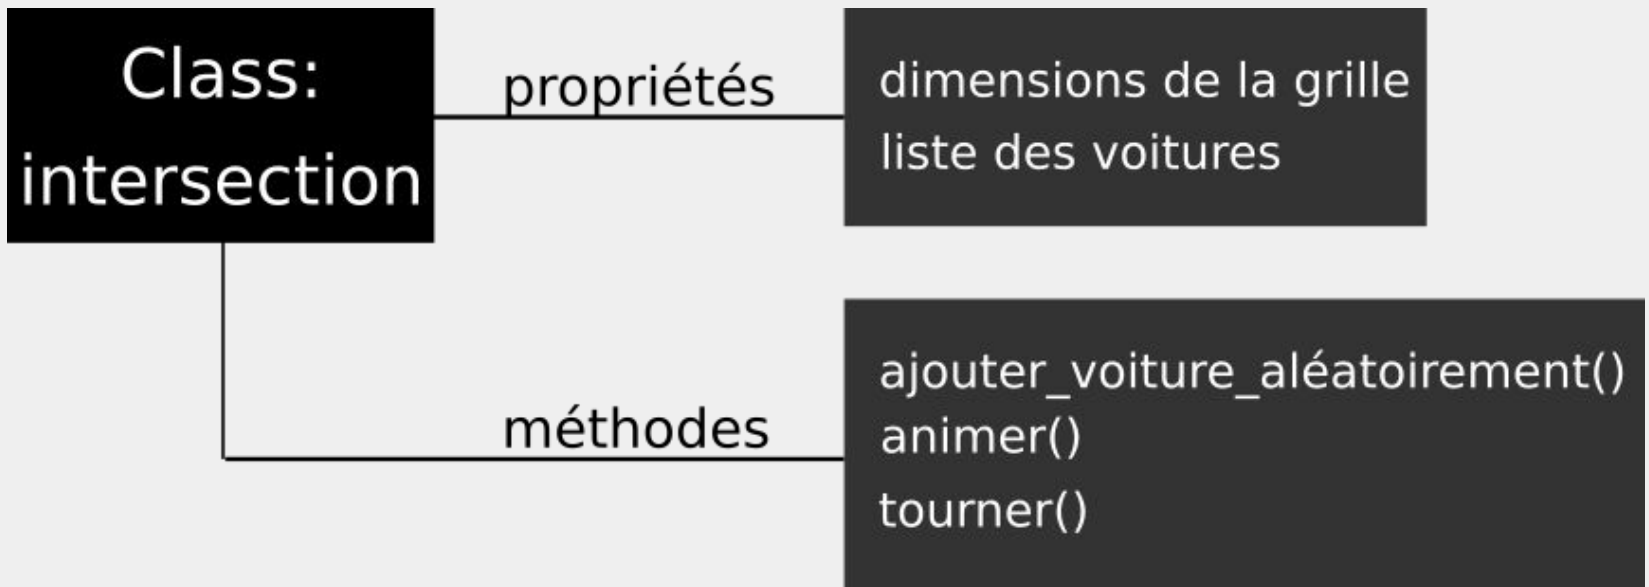 Class:
intersection
propriétés
dimensions de la grille
liste des voitures
méthodes
ajouter_voiture_aléatoirement()
animer()
tourner()